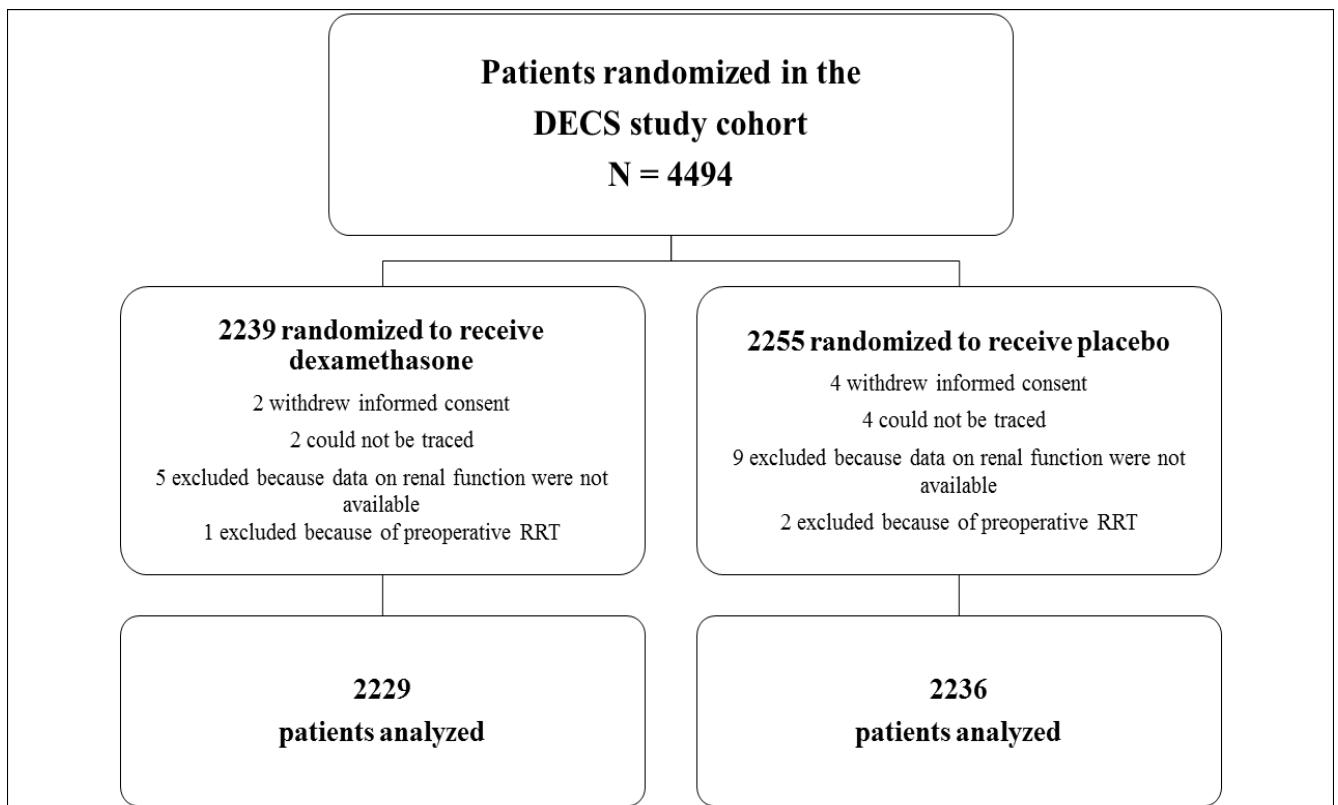 Patients randomized in the
DECS study cohort
N = 4494
2239 randomized to receive
dexamethasone
2 withdrew informed consent
2 could not be traced
5 excluded because data on renal function were not
available
1 excluded because of preoperative RRT
2255 randomized to receive placebo
4 withdrew informed consent
4 could not be traced
9 excluded because data on renal function were not
available
2 excluded because of preoperative RRT
2229
patients analyzed
2236
patients analyzed